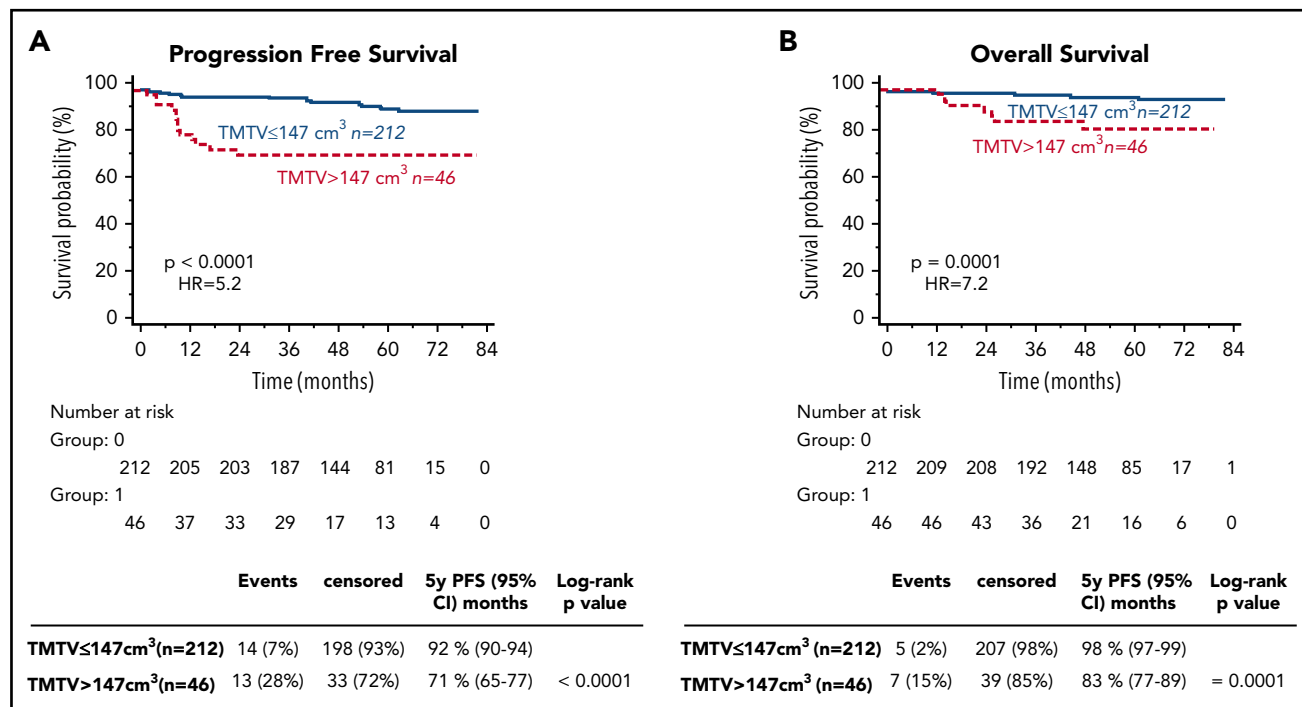 A
Progression Free Survival
Survival probability (%)
100
80
60
40
20
0
TMTV≤147 cm³ n=212
TMTV>147 cm³ n=46
p < 0.0001
HR=5.2
0 12 24 36 48 60 72 84
Time (months)
Number at risk
Group: 0
212 205 203 187 144 81 15 0
Group: 1
46 37 33 29 17 13 4 0
Events censored 5y PFS (95% Log-rank
CI) months p value
TMTV≤147cm³(n=212) 14 (7%) 198 (93%) 92 % (90-94)
TMTV>147cm³(n=46) 13 (28%) 33 (72%) 71 % (65-77) < 0.0001
B
Overall Survival
Survival probability (%)
100
80
60
40
20
0
TMTV≤147 cm³ n=212
TMTV>147 cm³ n=46
p = 0.0001
HR=7.2
0 12 24 36 48 60 72 84
Time (months)
Number at risk
Group: 0
212 209 208 192 148 85 17 1
Group: 1
46 46 43 36 21 16 6 0
Events censored 5y PFS (95% Log-rank
CI) months p value
TMTV≤147cm³ (n=212) 5 (2%) 207 (98%) 98 % (97-99)
TMTV>147cm³ (n=46) 7 (15%) 39 (85%) 83 % (77-89) = 0.0001